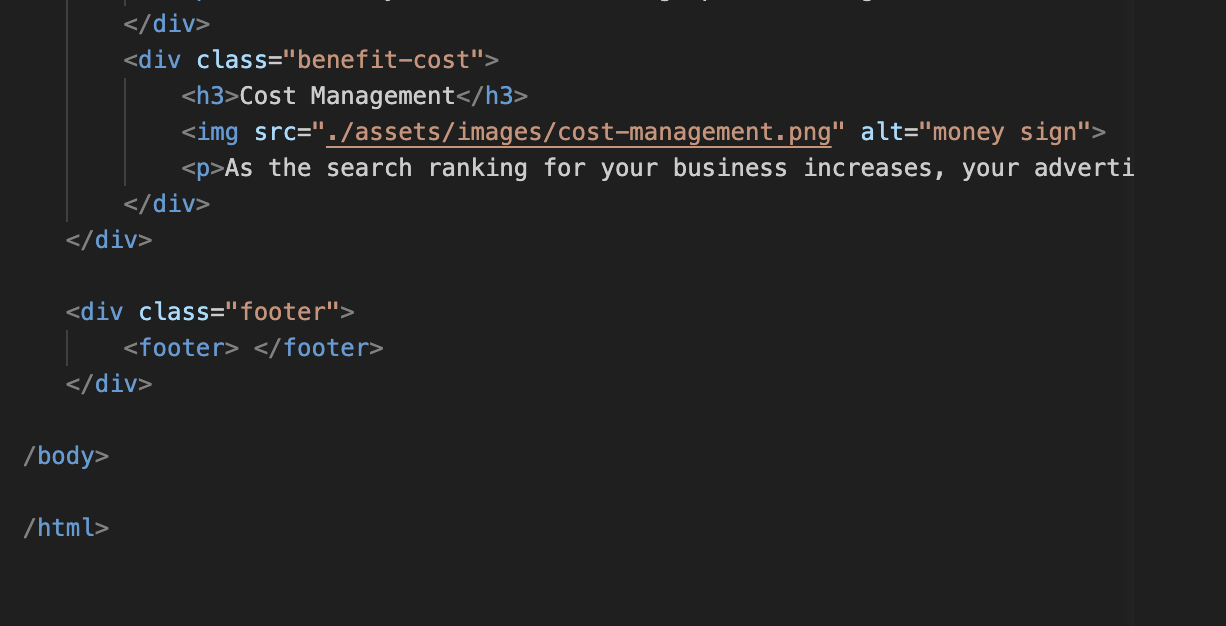 </div>
<div class="benefit-cost">
<h3>Cost Management</h3>
<img src="./assets/images/cost-management.png" alt="money sign">
<p>As the search ranking for your business increases, your adverti
</div>
</div>
<div class="footer">
<footer> </footer>
</div>
/body>
/html>